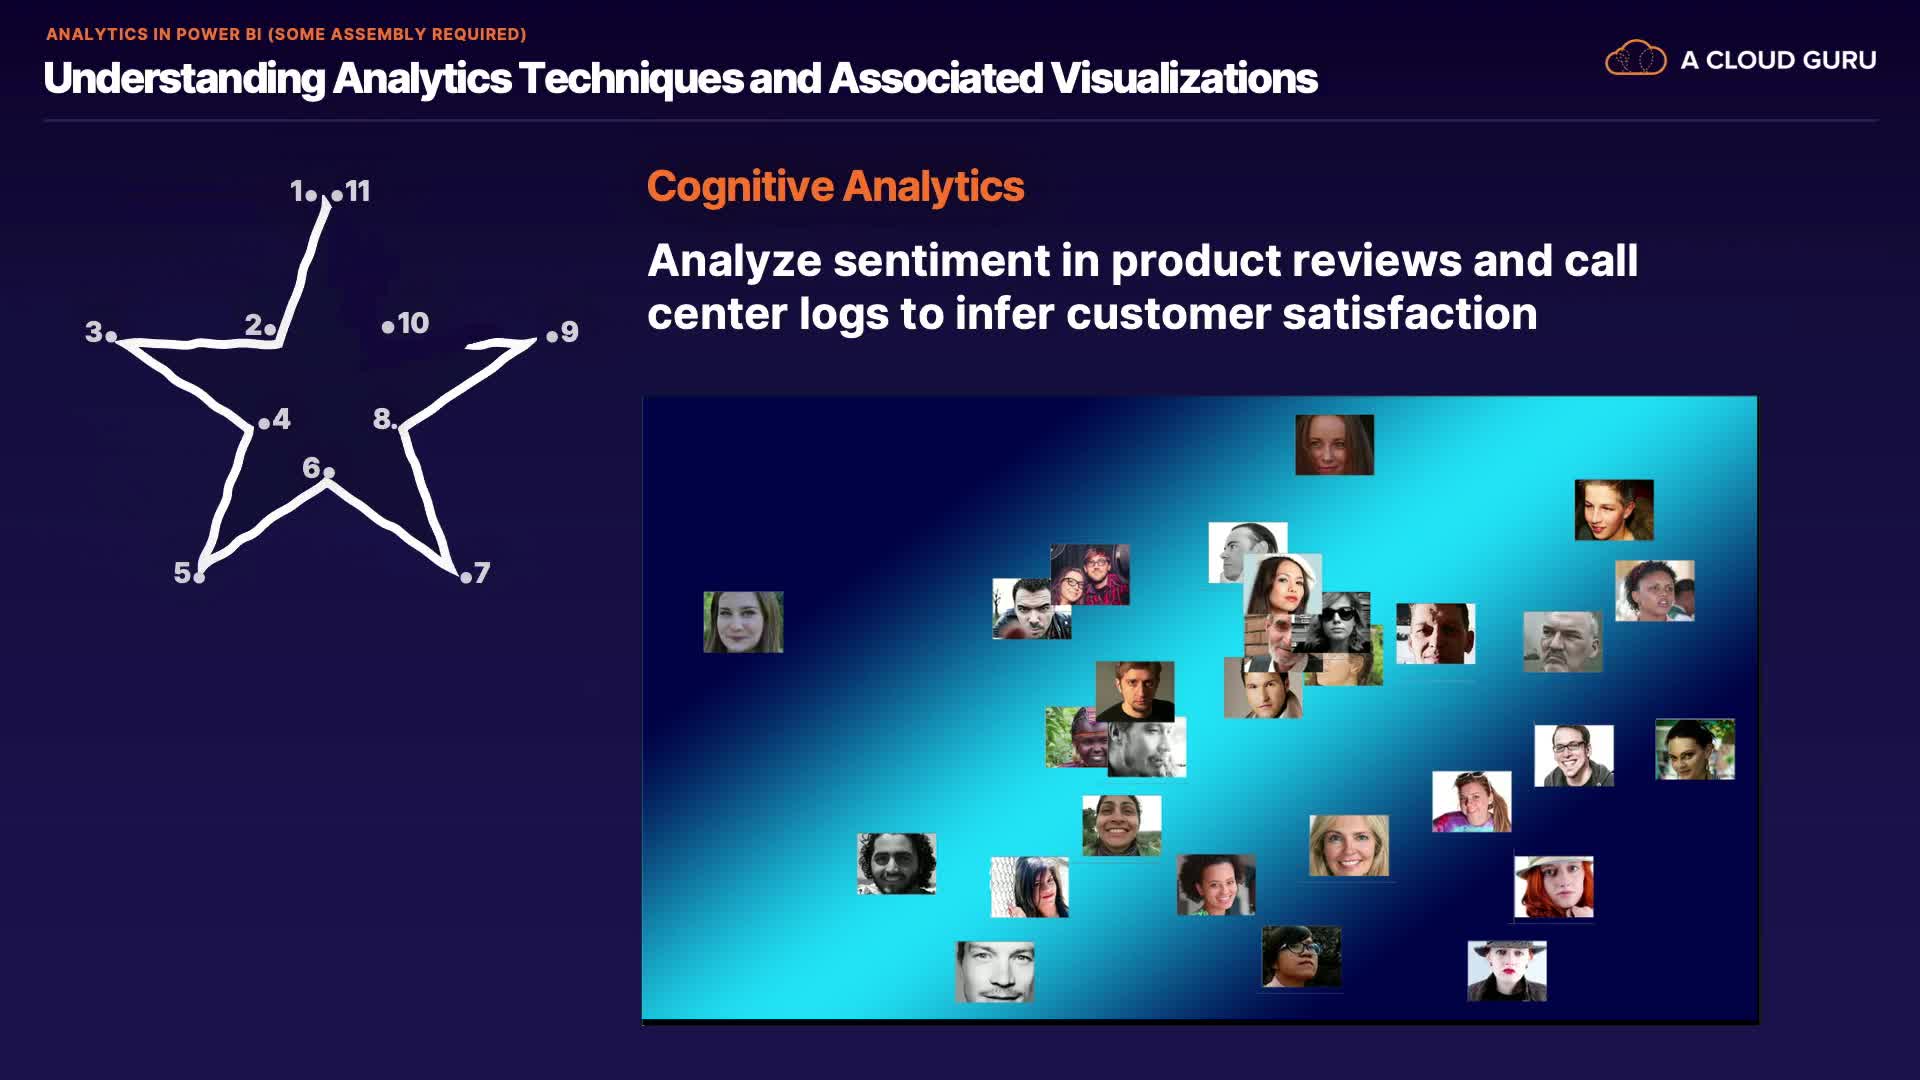 ANALYTICS IN POWER BI (SOME ASSEMBLY REQUIRED)
Understanding Analytics Techniques and Associated Visualizations
A CLOUD GURU
1
11
2
3
10
9
4
8.
6
5
7
Cognitive Analytics
Analyze sentiment in product reviews and call
center logs to infer customer satisfaction